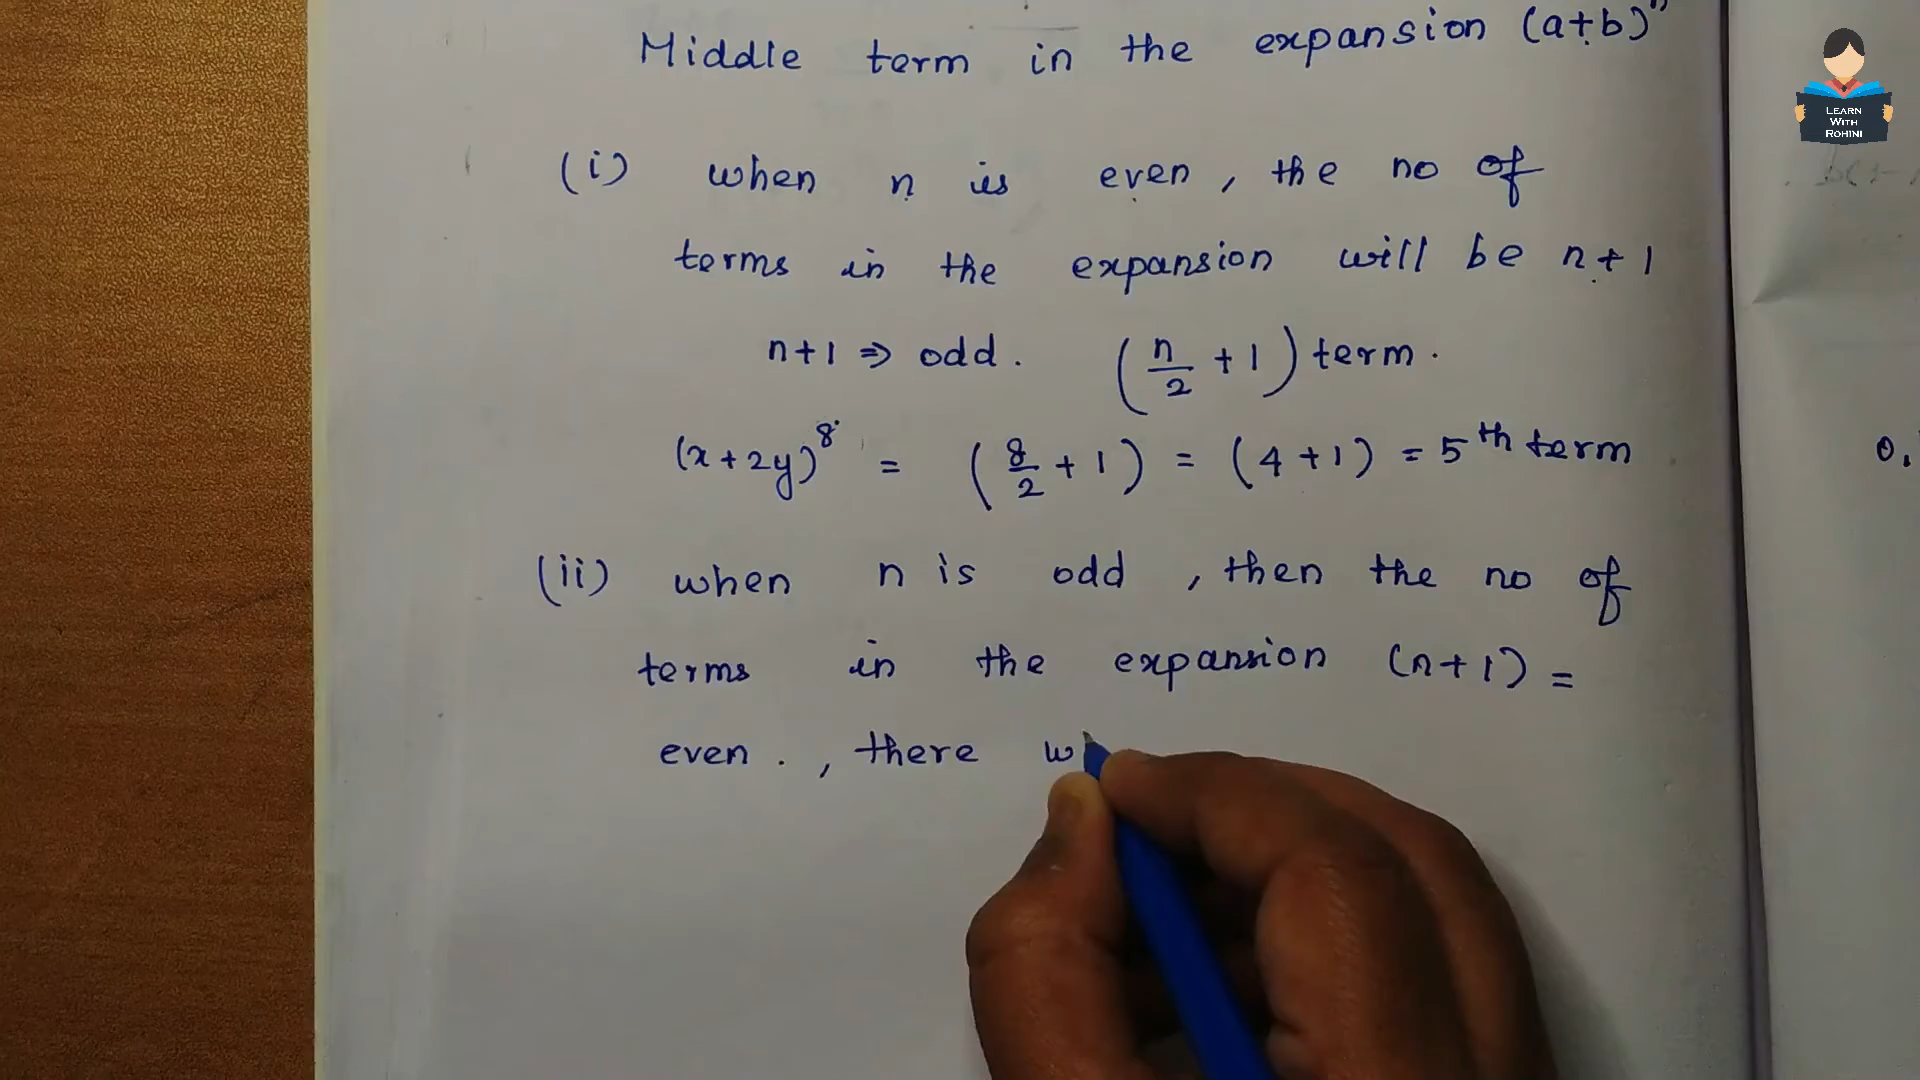 Middle term in the expansion (a+b)ⁿ
LEARN
With
Rohini
(i) when n is even, the no of
terms in the expansion will be n+1
n+1 ⇒ odd. (n/2 + 1) term.
(x+2y)⁸ = (8/2 + 1) = (4+1) = 5th term
0.
(ii) when n is odd, then the no of
terms in the expansion (n+1) =
even., there w